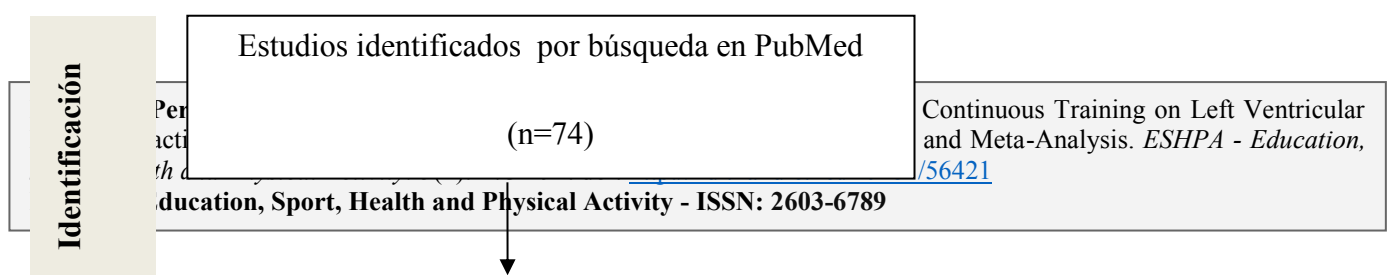 Identificación
Estudios identificados por búsqueda en PubMed
(n=74)
Continuous Training on Left Ventricular
and Meta-Analysis. ESHPA - Education,
/56421
Education, Sport, Health and Physical Activity - ISSN: 2603-6789